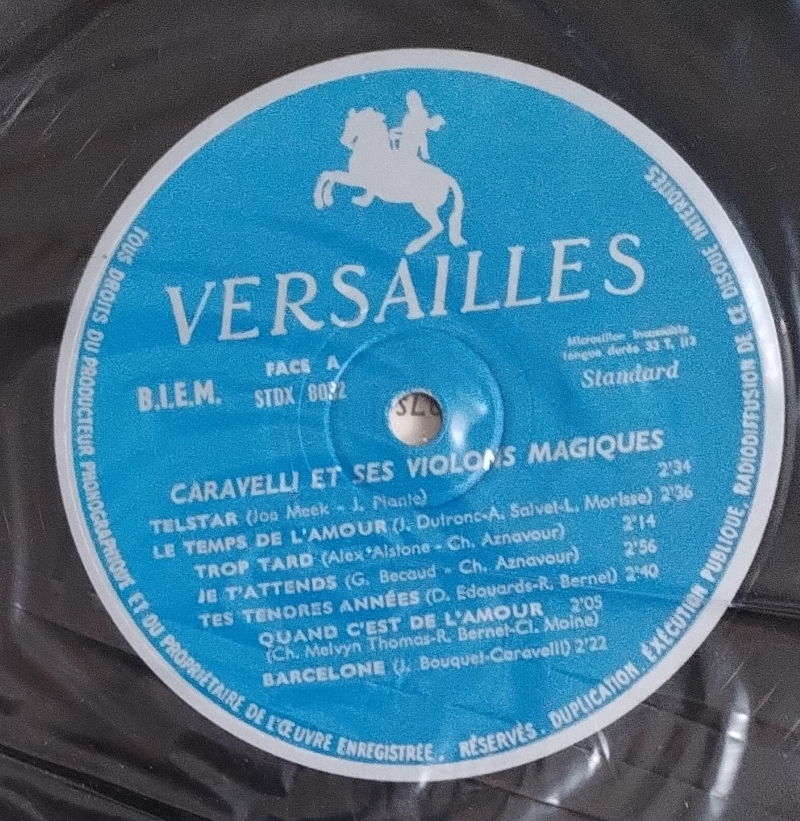 VERSAILLES
FACE A
B.I.E.M.
STDX 8032
Microsillon Incassable
longue durée 33 T. 1/3
Standard
SLC
CARAVELLI ET SES VIOLONS MAGIQUES
TELSTAR (Joe Meek - J. Plante) 2'34
LE TEMPS DE L'AMOUR (J. Dutronc-A. Salvet-L. Morisse) 2'36
TROP TARD (Alex Alstone - Ch. Aznavour) 2'14
JE T'ATTENDS (G. Becaud - Ch. Aznavour) 2'56
TES TENDRES ANNÉES (D. Edouards-R. Bernel) 2'40
QUAND C'EST DE L'AMOUR 2'05
(Ch. Melvyn Thomas-R. Bernet-Cl. Moine)
BARCELONE (J. Bouquet-Caravelli) 2'22
TOUS DROITS DU PRODUCTEUR PHONOGRAPHIQUE ET DU PROPRIÉTAIRE DE L'ŒUVRE ENREGISTRÉE. RÉSERVÉS. DUPLICATION EXÉCUTION PUBLIQUE. RADIODIFFUSION DE CE DISQUE INTERDITES